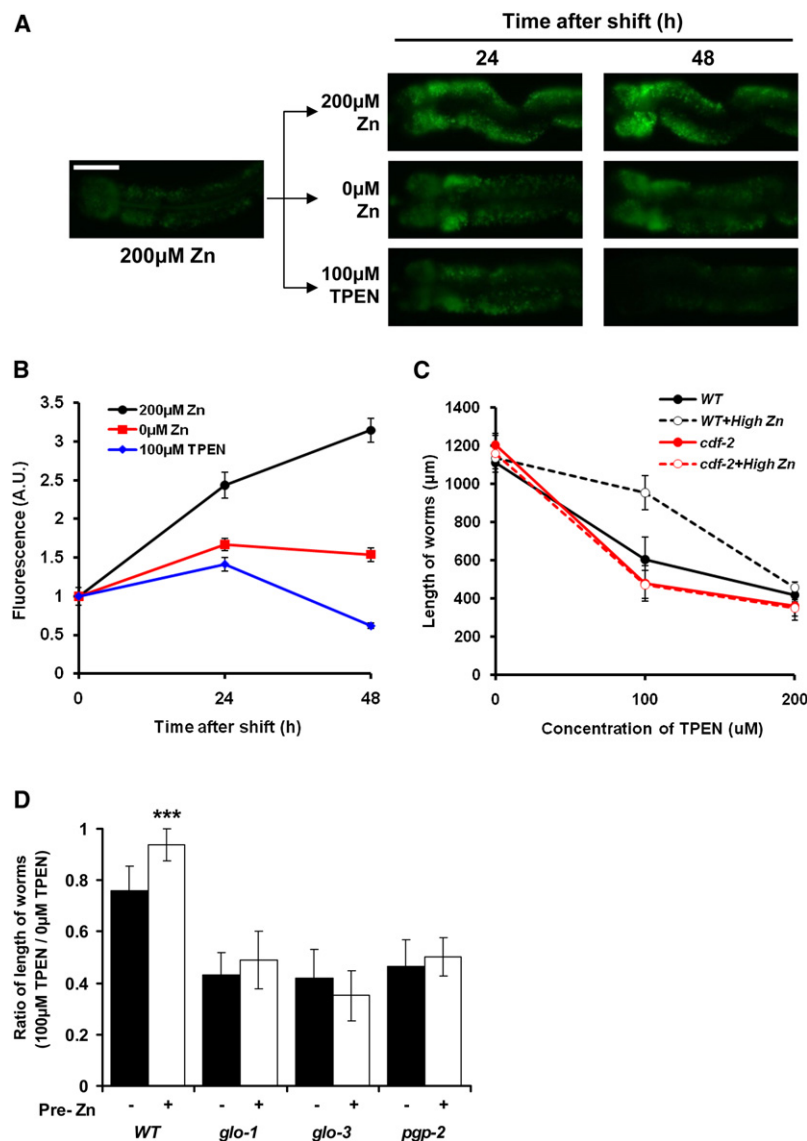 A
Time after shift (h)
24
48
200µM
Zn
0µM
Zn
100µM
TPEN
200µM Zn
B
3.5
3
2.5
2
1.5
1
0.5
0
Fluorescence (A.U.)
200µM Zn
0µM Zn
100µM TPEN
0
24
48
Time after shift (h)
C
1400
1200
1000
800
600
400
200
0
Length of worms (µm)
WT
WT+High Zn
cdf-2
cdf-2+High Zn
0
100
200
Concentration of TPEN (uM)
D
1
0.8
0.6
0.4
0.2
0
Ratio of length of worms
(100µM TPEN / 0µM TPEN)
***
Pre- Zn - + - + - + - +
WT glo-1 glo-3 pgp-2